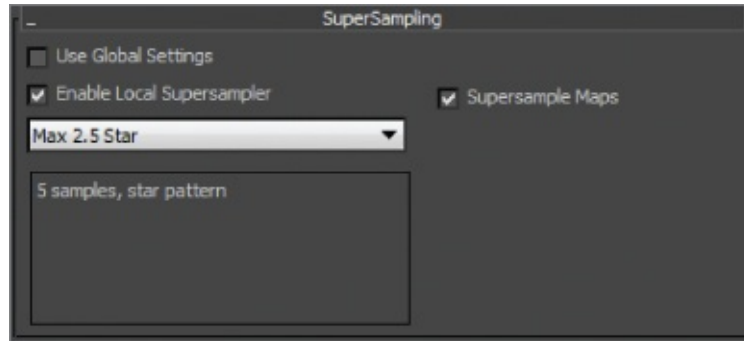 SuperSampling
Use Global Settings
Enable Local Supersampler
Supersample Maps
Max 2.5 Star
5 samples, star pattern